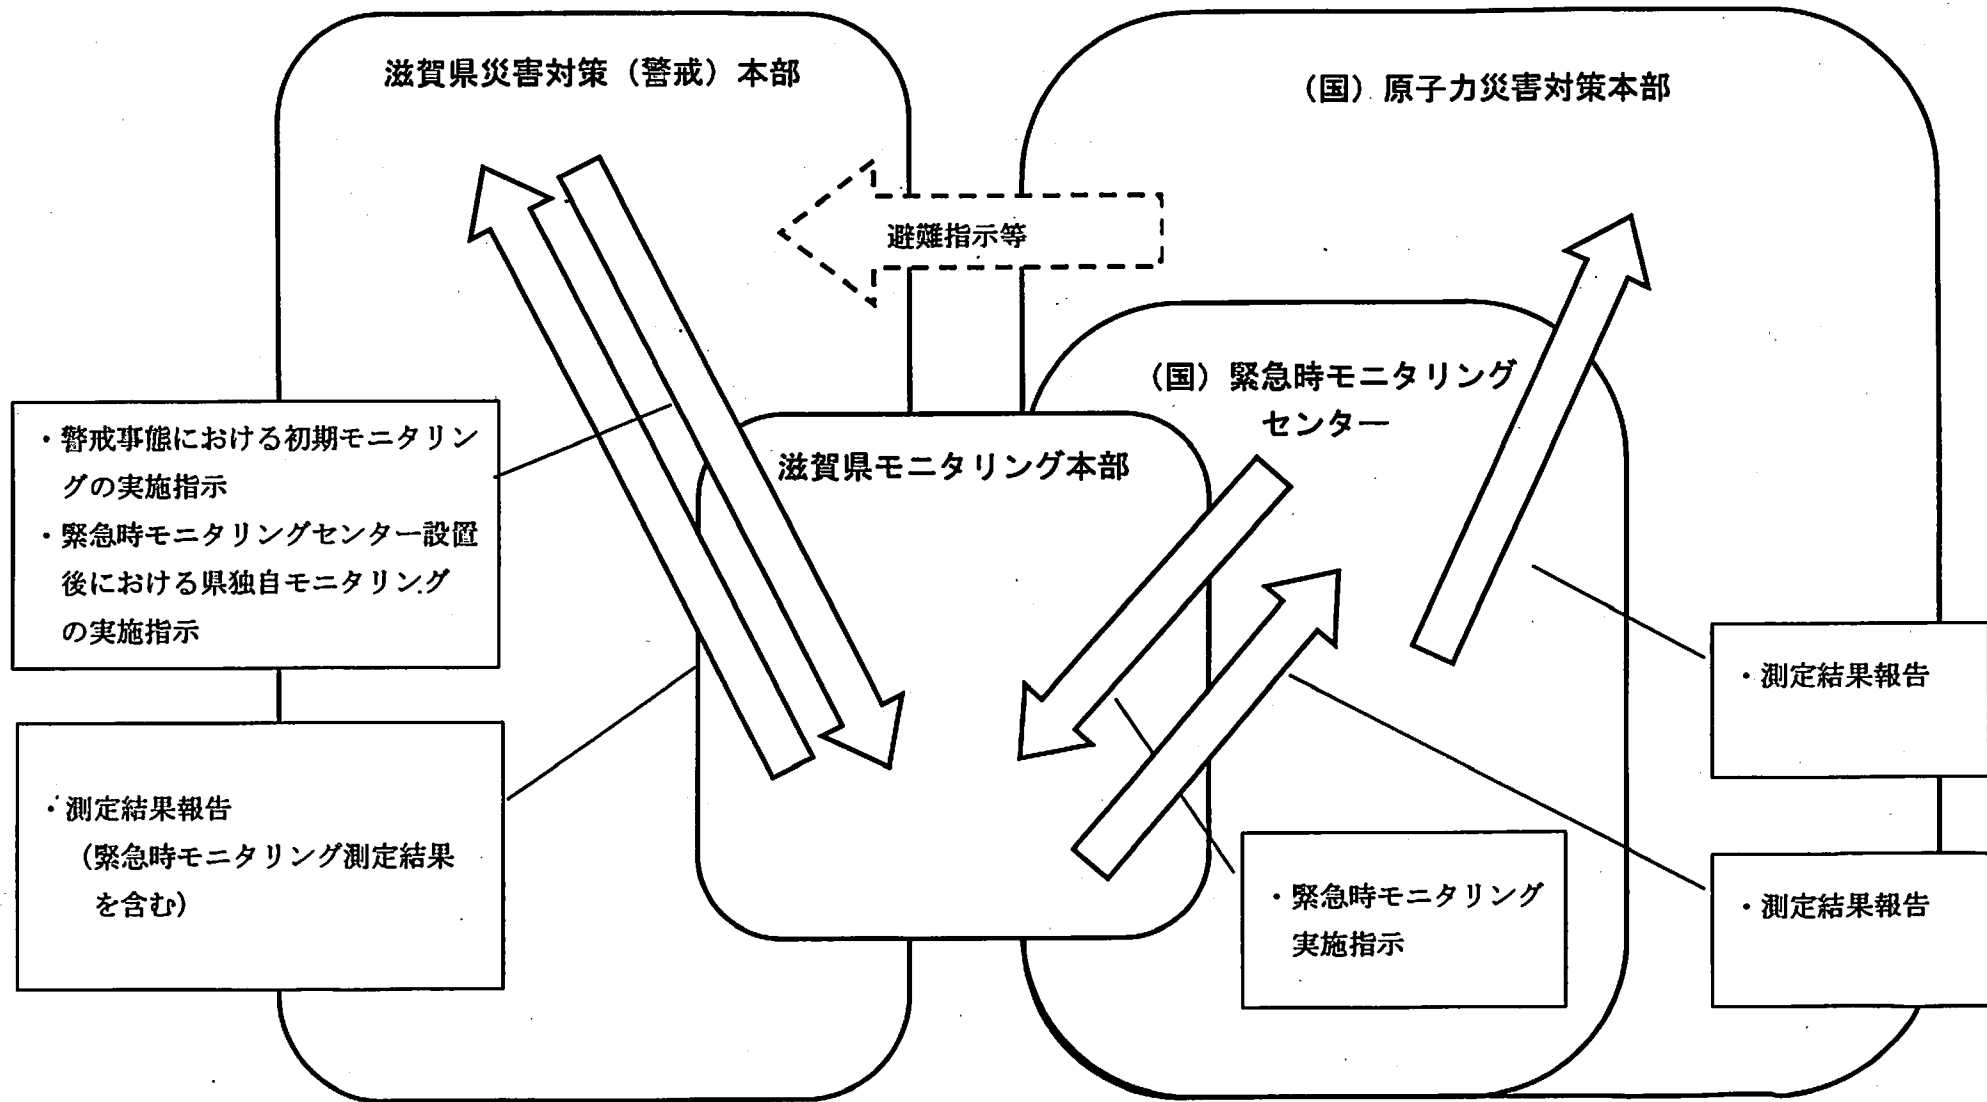 滋賀県災害対策（警戒）本部
（国）原子力災害対策本部
避難指示等
（国）緊急時モニタリング
センター
滋賀県モニタリング本部
・警戒事態における初期モニタリン
グの実施指示
・緊急時モニタリングセンター設置
後における県独自モニタリング
の実施指示
・測定結果報告
（緊急時モニタリング測定結果
を含む）
・緊急時モニタリング
実施指示
・測定結果報告
・測定結果報告